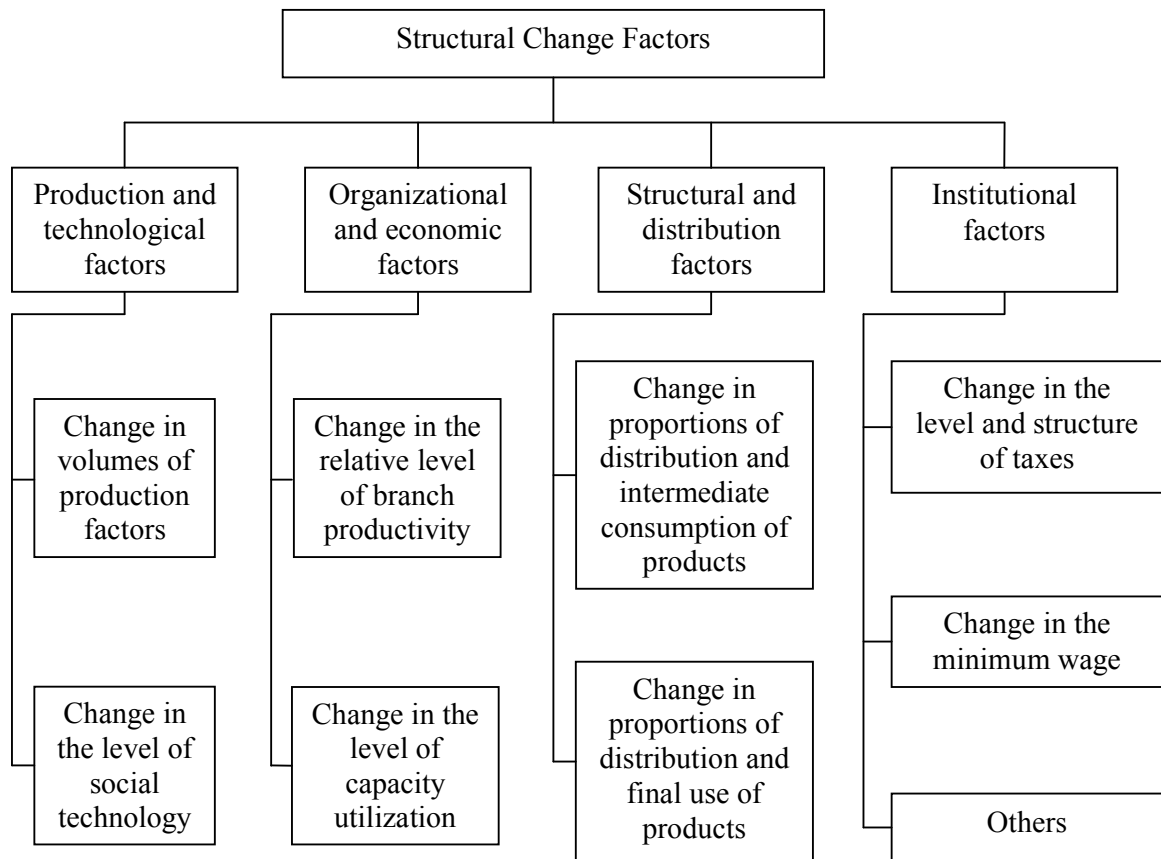 Structural Change Factors
Production and
technological
factors
Organizational
and economic
factors
Structural and
distribution
factors
Institutional
factors
Change in
volumes of
production
factors
Change in the
relative level
of branch
productivity
Change in
proportions of
distribution and
intermediate
consumption of
products
Change in the
level and structure
of taxes
Change in the
minimum wage
Change in
the level of
social
technology
Change in the
level of
capacity
utilization
Change in
proportions of
distribution and
final use of
products
Others